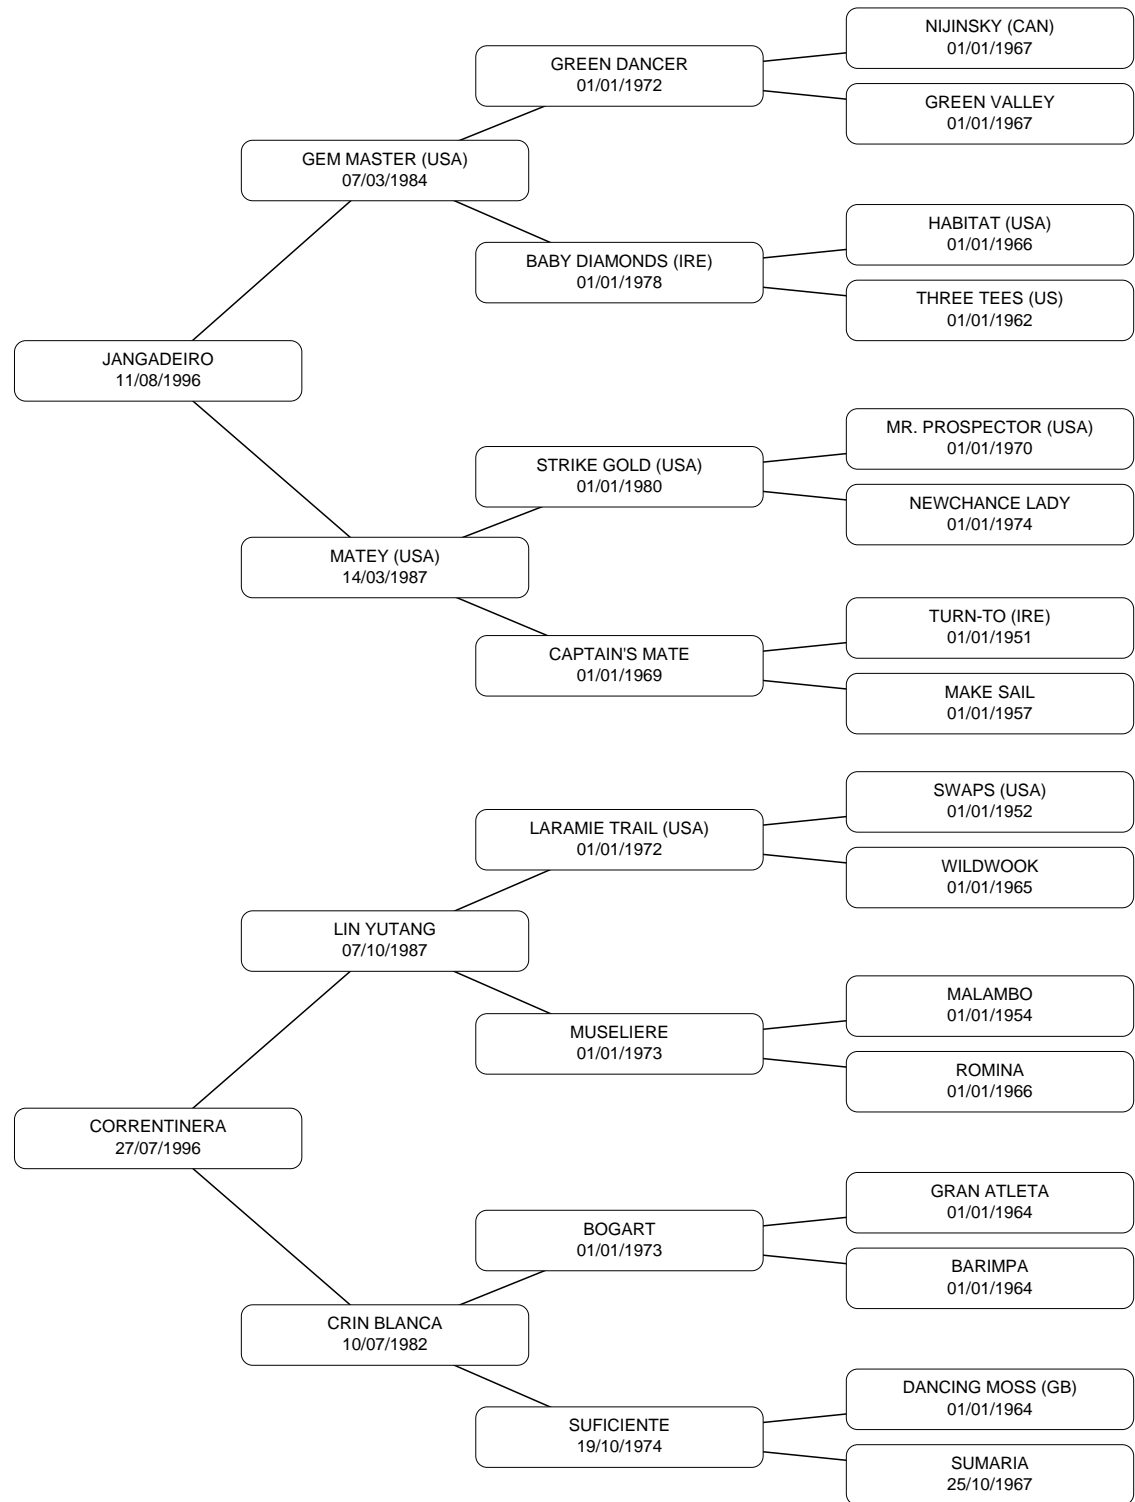 NIJINSKY (CAN)
01/01/1967
GREEN DANCER
01/01/1972
GREEN VALLEY
01/01/1967
GEM MASTER (USA)
07/03/1984
HABITAT (USA)
01/01/1966
BABY DIAMONDS (IRE)
01/01/1978
THREE TEES (US)
01/01/1962
JANGADEIRO
11/08/1996
MR. PROSPECTOR (USA)
01/01/1970
STRIKE GOLD (USA)
01/01/1980
NEWCHANCE LADY
01/01/1974
MATEY (USA)
14/03/1987
TURN-TO (IRE)
01/01/1951
CAPTAIN'S MATE
01/01/1969
MAKE SAIL
01/01/1957
SWAPS (USA)
01/01/1952
LARAMIE TRAIL (USA)
01/01/1972
WILDWOOK
01/01/1965
LIN YUTANG
07/10/1987
MALAMBO
01/01/1954
MUSELIERE
01/01/1973
ROMINA
01/01/1966
CORRENTINERA
27/07/1996
GRAN ATLETA
01/01/1964
BOGART
01/01/1973
BARIMPA
01/01/1964
CRIN BLANCA
10/07/1982
DANCING MOSS (GB)
01/01/1964
SUFICIENTE
19/10/1974
SUMARIA
25/10/1967